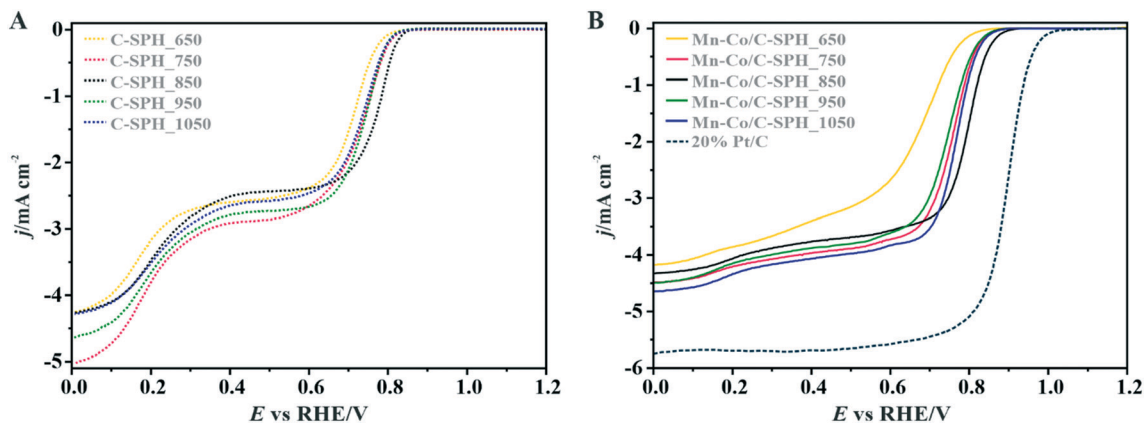 A
C-SPH_650
C-SPH_750
C-SPH_850
C-SPH_950
C-SPH_1050
0
-1
-2
-3
-4
-5
j/mA cm⁻²
0.0 0.2 0.4 0.6 0.8 1.0 1.2
E vs RHE/V
B
Mn-Co/C-SPH_650
Mn-Co/C-SPH_750
Mn-Co/C-SPH_850
Mn-Co/C-SPH_950
Mn-Co/C-SPH_1050
20% Pt/C
0
-1
-2
-3
-4
-5
-6
j/mA cm⁻²
0.0 0.2 0.4 0.6 0.8 1.0 1.2
E vs RHE/V